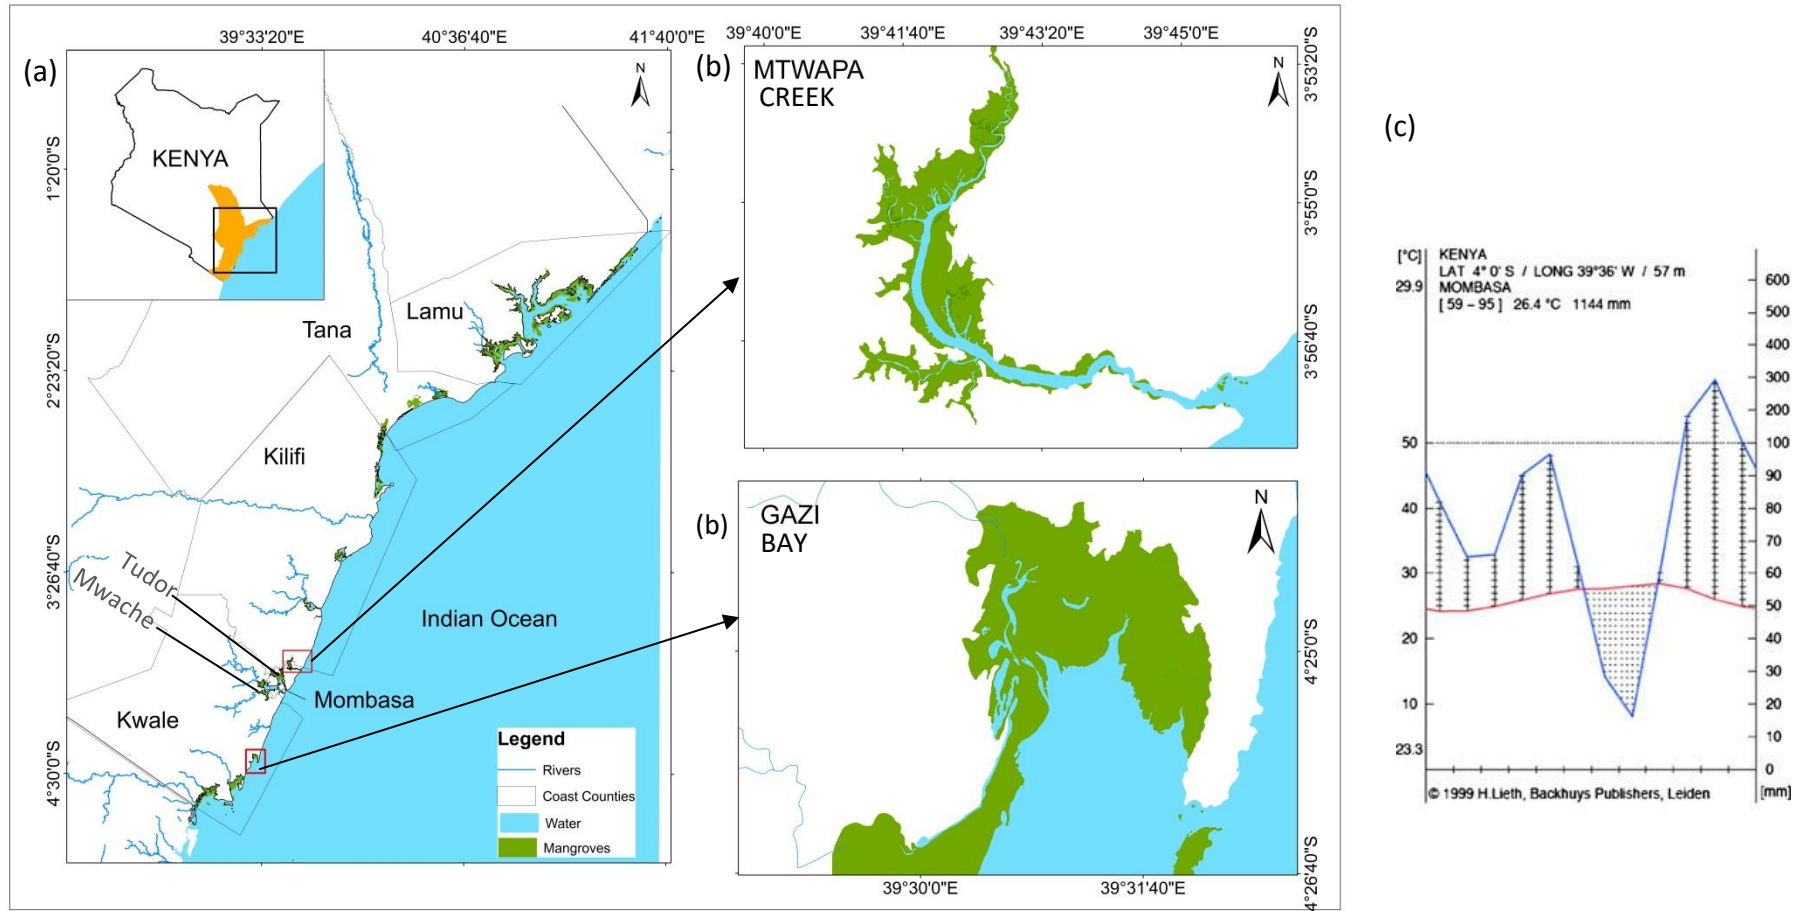 (a)
39°33'20"E
40°36'40"E
41°40'0"E
1°20'0"S
2°23'20"S
3°26'40"S
4°30'0"S
N
KENYA
Tana
Lamu
Kilifi
Tudor
Mwache
Indian Ocean
Mombasa
Kwale
Legend
Rivers
Coast Counties
Water
Mangroves
(b)
MTWAPA
CREEK
39°40'0"E
39°41'40"E
39°43'20"E
39°45'0"E
N
3°53'20"S
3°55'0"S
3°56'40"S
(b)
GAZI
BAY
N
4°25'0"S
4°26'40"S
39°30'0"E
39°31'40"E
(c)
[°C]
KENYA
LAT 4° 0' S / LONG 39°36' W / 57 m
29.9
MOMBASA
[ 59 – 95 ] 26.4 °C 1144 mm
600
500
400
300
200
50
100
90
40
80
70
30
60
50
20
40
30
10
20
10
23.3
0
© 1999 H.Lieth, Backhuys Publishers, Leiden
[mm]